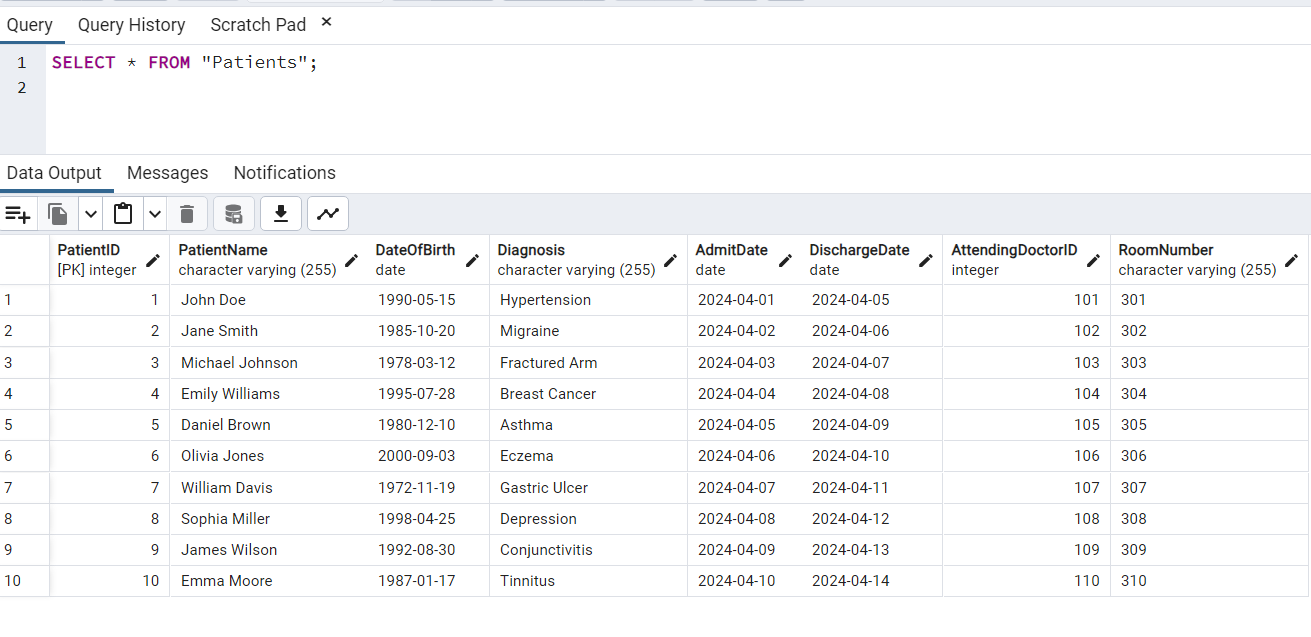 Query Query History Scratch Pad ×
1 SELECT * FROM "Patients";
2
Data Output Messages Notifications
PatientID PatientName DateOfBirth Diagnosis AdmitDate DischargeDate AttendingDoctorID RoomNumber
[PK] integer character varying (255) date character varying (255) date date integer character varying (255)
1 1 John Doe 1990-05-15 Hypertension 2024-04-01 2024-04-05 101 301
2 2 Jane Smith 1985-10-20 Migraine 2024-04-02 2024-04-06 102 302
3 3 Michael Johnson 1978-03-12 Fractured Arm 2024-04-03 2024-04-07 103 303
4 4 Emily Williams 1995-07-28 Breast Cancer 2024-04-04 2024-04-08 104 304
5 5 Daniel Brown 1980-12-10 Asthma 2024-04-05 2024-04-09 105 305
6 6 Olivia Jones 2000-09-03 Eczema 2024-04-06 2024-04-10 106 306
7 7 William Davis 1972-11-19 Gastric Ulcer 2024-04-07 2024-04-11 107 307
8 8 Sophia Miller 1998-04-25 Depression 2024-04-08 2024-04-12 108 308
9 9 James Wilson 1992-08-30 Conjunctivitis 2024-04-09 2024-04-13 109 309
10 10 Emma Moore 1987-01-17 Tinnitus 2024-04-10 2024-04-14 110 310